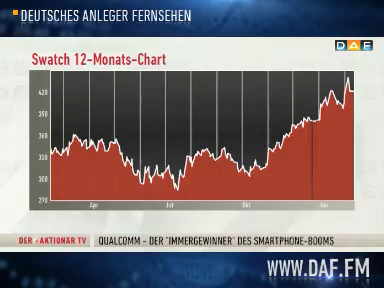 DEUTSCHES ANLEGER FERNSEHEN
DAF
Swatch 12-Monats-Chart
420
390
360
330
300
270
Apr
Jul
Okt
Jan
DER AKTIONÄR TV
QUALCOMM - DER "IMMERGEWINNER" DES SMARTPHONE-BOOMS
WWW.DAF.FM